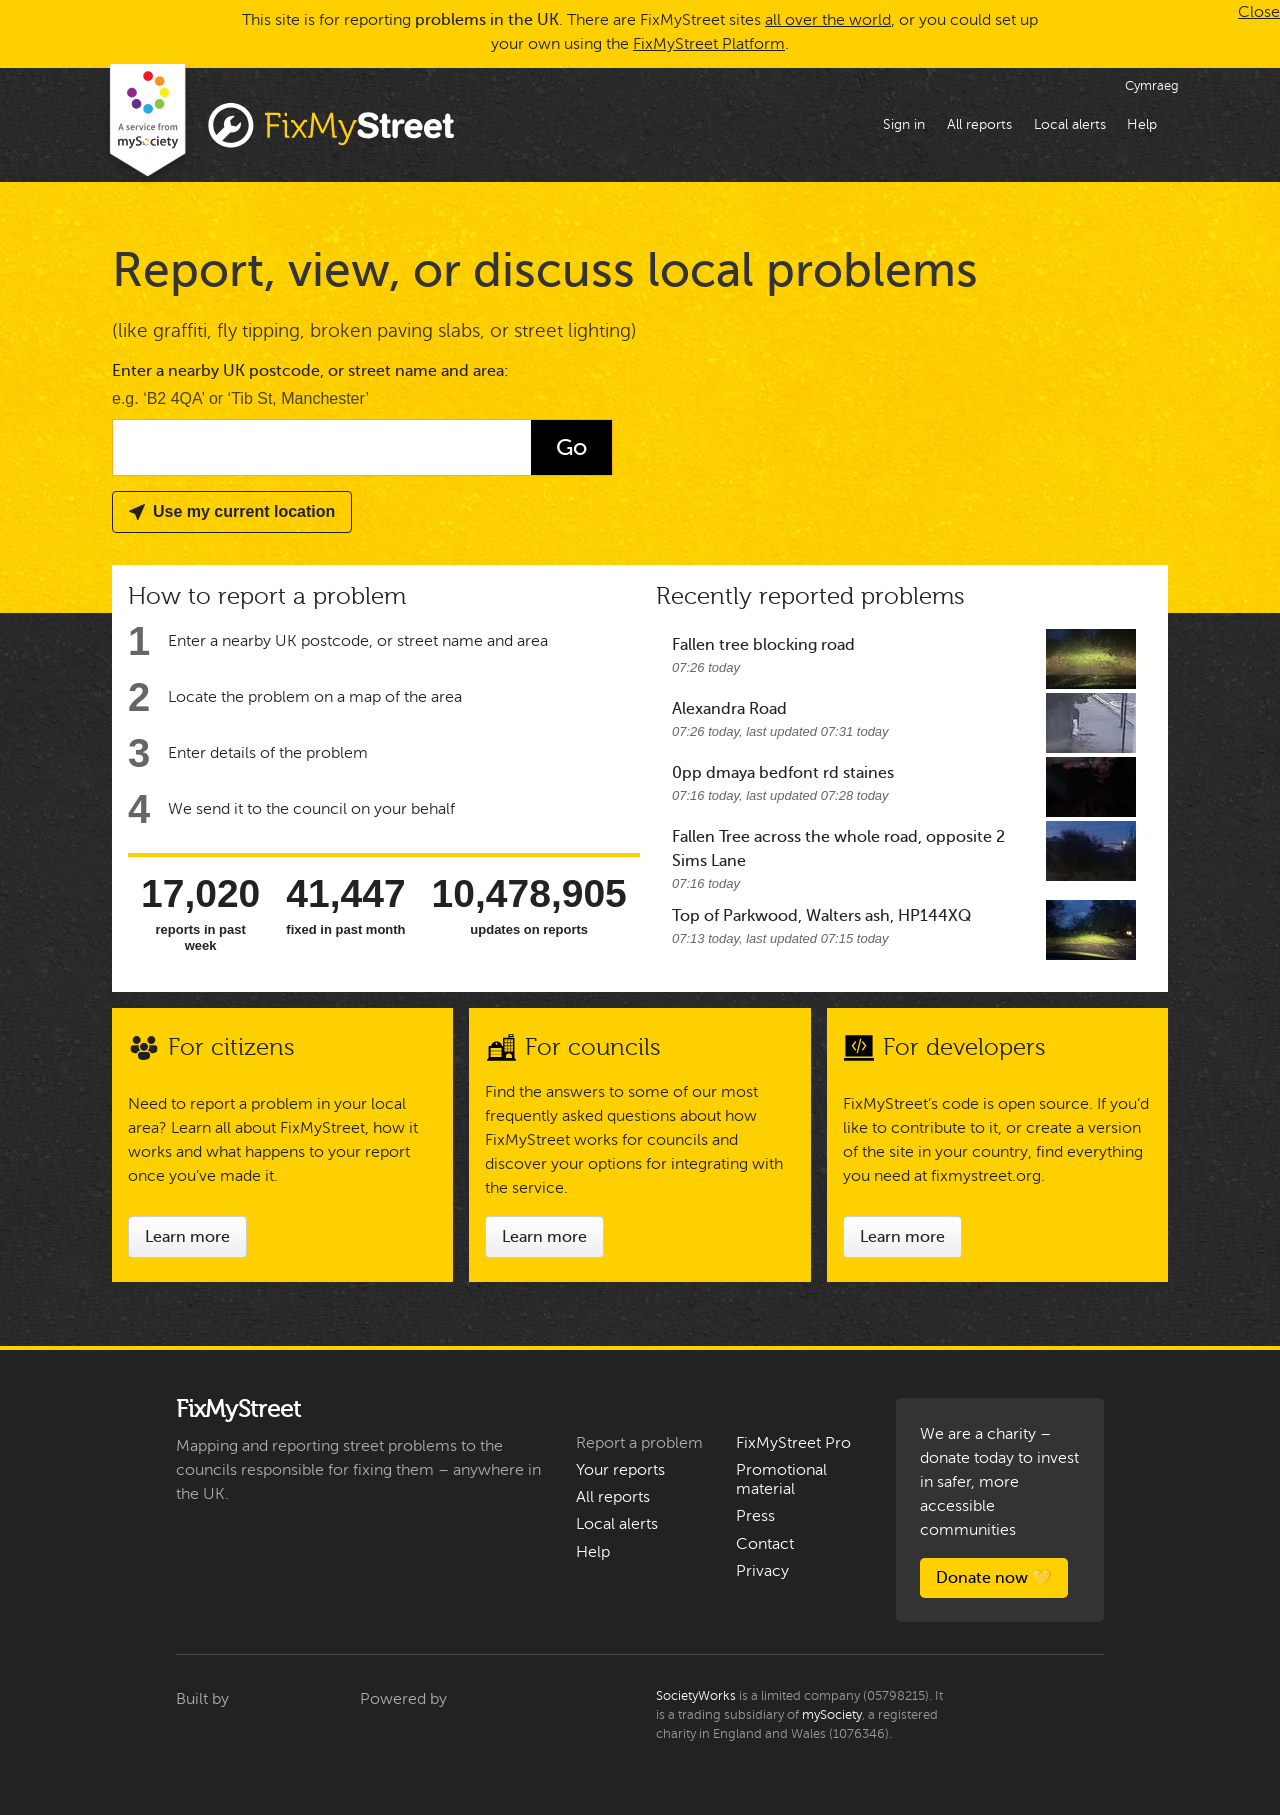 This site is for reporting problems in the UK. There are FixMyStreet sites all over the world, or you could set up
your own using the FixMyStreet Platform.
Close
Cymraeg
A service from
mySociety
FixMyStreet
Sign in All reports Local alerts Help
Report, view, or discuss local problems
(like graffiti, fly tipping, broken paving slabs, or street lighting)
Enter a nearby UK postcode, or street name and area:
e.g. ‘B2 4QA’ or ‘Tib St, Manchester’
Go
Use my current location
How to report a problem
1 Enter a nearby UK postcode, or street name and area
2 Locate the problem on a map of the area
3 Enter details of the problem
4 We send it to the council on your behalf
17,020
reports in past
week
41,447
fixed in past month
10,478,905
updates on reports
Recently reported problems
Fallen tree blocking road
07:26 today
Alexandra Road
07:26 today, last updated 07:31 today
0pp dmaya bedfont rd staines
07:16 today, last updated 07:28 today
Fallen Tree across the whole road, opposite 2
Sims Lane
07:16 today
Top of Parkwood, Walters ash, HP144XQ
07:13 today, last updated 07:15 today
For citizens
Need to report a problem in your local
area? Learn all about FixMyStreet, how it
works and what happens to your report
once you’ve made it.
Learn more
For councils
Find the answers to some of our most
frequently asked questions about how
FixMyStreet works for councils and
discover your options for integrating with
the service.
Learn more
For developers
FixMyStreet’s code is open source. If you’d
like to contribute to it, or create a version
of the site in your country, find everything
you need at fixmystreet.org.
Learn more
FixMyStreet
Mapping and reporting street problems to the
councils responsible for fixing them – anywhere in
the UK.
Report a problem
Your reports
All reports
Local alerts
Help
FixMyStreet Pro
Promotional
material
Press
Contact
Privacy
We are a charity –
donate today to invest
in safer, more
accessible
communities
Donate now 💛
Built by
Powered by
SocietyWorks is a limited company (05798215). It
is a trading subsidiary of mySociety, a registered
charity in England and Wales (1076346).